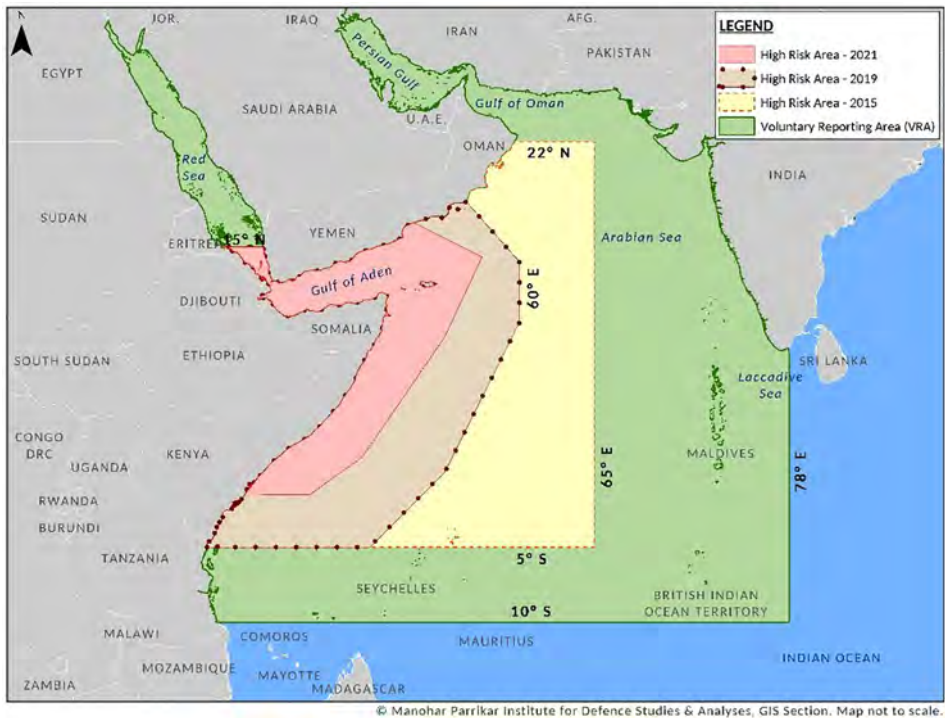 JOR.
IRAQ
IRAN
AFG.
PAKISTAN
EGYPT
SAUDI ARABIA
Persian Gulf
Gulf of Oman
U.A.E.
OMAN
22° N
INDIA
Red
Sea
SUDAN
ERITREA
15° N
YEMEN
Arabian Sea
Gulf of Aden
60° E
DJIBOUTI
SOMALIA
SOUTH SUDAN
ETHIOPIA
SRI LANKA
Laccadive
Sea
CONGO
DRC
UGANDA
KENYA
MALDIVES
65° E
78° E
RWANDA
BURUNDI
TANZANIA
5° S
SEYCHELLES
BRITISH INDIAN
OCEAN TERRITORY
10° S
MALAWI
COMOROS
MAURITIUS
INDIAN OCEAN
MOZAMBIQUE
MAYOTTE
ZAMBIA
MADAGASCAR
LEGEND
High Risk Area - 2021
High Risk Area - 2019
High Risk Area - 2015
Voluntary Reporting Area (VRA)
© Manohar Parrikar Institute for Defence Studies & Analyses, GIS Section. Map not to scale.